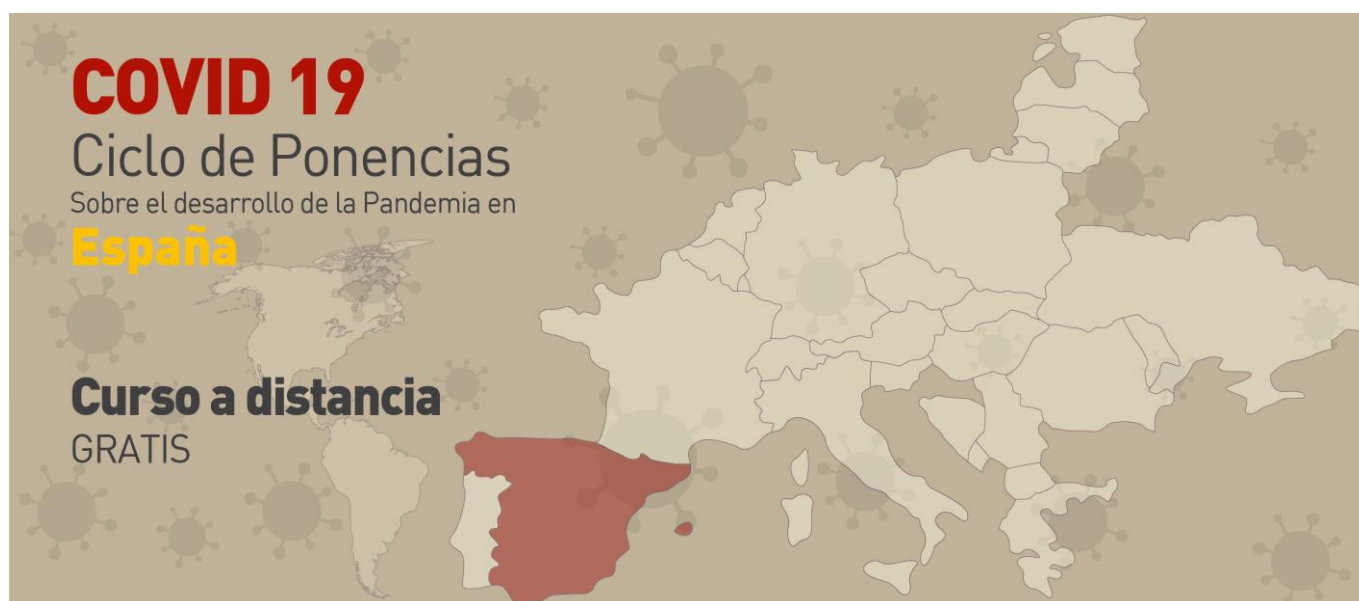 COVID 19
Ciclo de Ponencias
Sobre el desarrollo de la Pandemia en
España
Curso a distancia
GRATIS